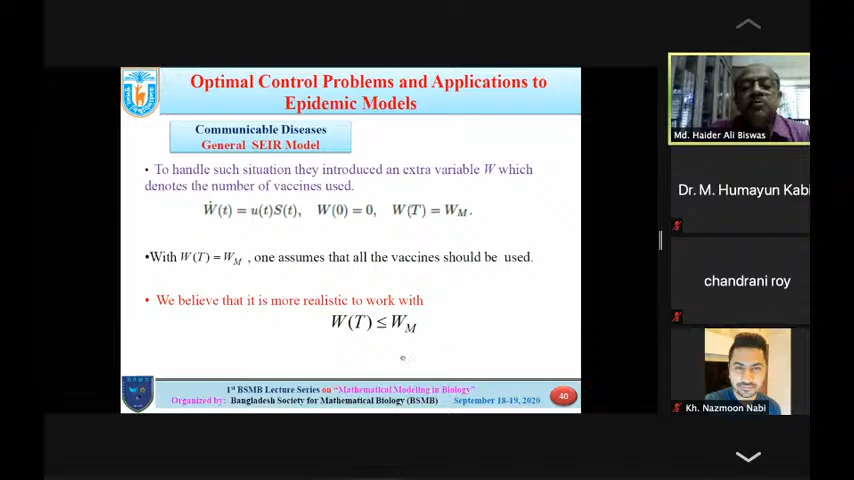 Optimal Control Problems and Applications to
Epidemic Models
Communicable Diseases
General SEIR Model
• To handle such situation they introduced an extra variable W which
denotes the number of vaccines used.
Ẇ(t) = u(t)S(t), W(0) = 0, W(T) = W_M.
•With W(T) = W_M , one assumes that all the vaccines should be used.
• We believe that it is more realistic to work with
W(T) ≤ W_M
1st BSMB Lecture Series on “Mathematical Modeling in Biology”
Organized by: Bangladesh Society for Mathematical Biology (BSMB) September 18-19, 2020
40
Md. Haider Ali Biswas
Dr. M. Humayun Kabi
chandrani roy
Kh. Nazmoon Nabi